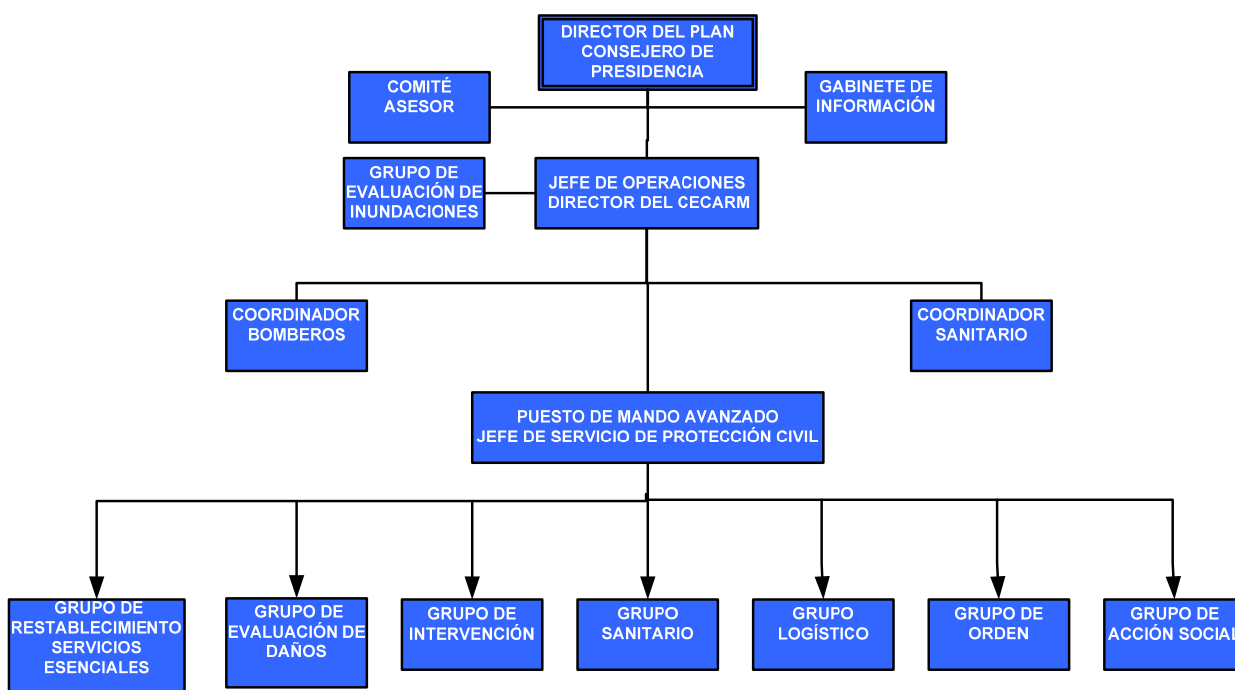 DIRECTOR DEL PLAN
CONSEJERO DE
PRESIDENCIA
COMITÉ
ASESOR
GABINETE DE
INFORMACIÓN
GRUPO DE
EVALUACIÓN DE
INUNDACIONES
JEFE DE OPERACIONES
DIRECTOR DEL CECARM
COORDINADOR
BOMBEROS
COORDINADOR
SANITARIO
PUESTO DE MANDO AVANZADO
JEFE DE SERVICIO DE PROTECCIÓN CIVIL
GRUPO DE
RESTABLECIMIENTO
SERVICIOS
ESENCIALES
GRUPO DE
EVALUACIÓN DE
DAÑOS
GRUPO DE
INTERVENCIÓN
GRUPO
SANITARIO
GRUPO
LOGÍSTICO
GRUPO DE
ORDEN
GRUPO DE
ACCIÓN SOCIAL